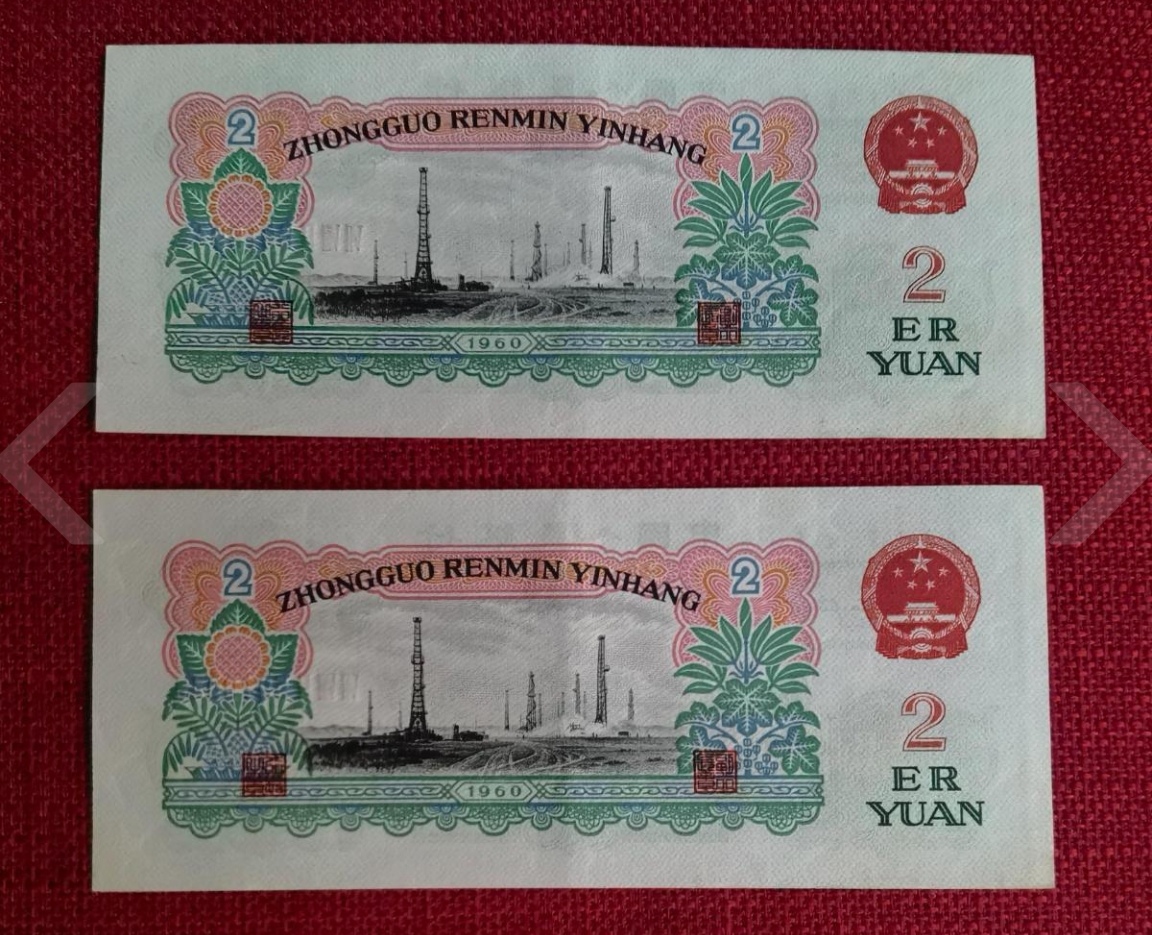 2 2
ZHONGGUO RENMIN YINHANG
1960
2
ER
YUAN
2 2
ZHONGGUO RENMIN YINHANG
1960
2
ER
YUAN